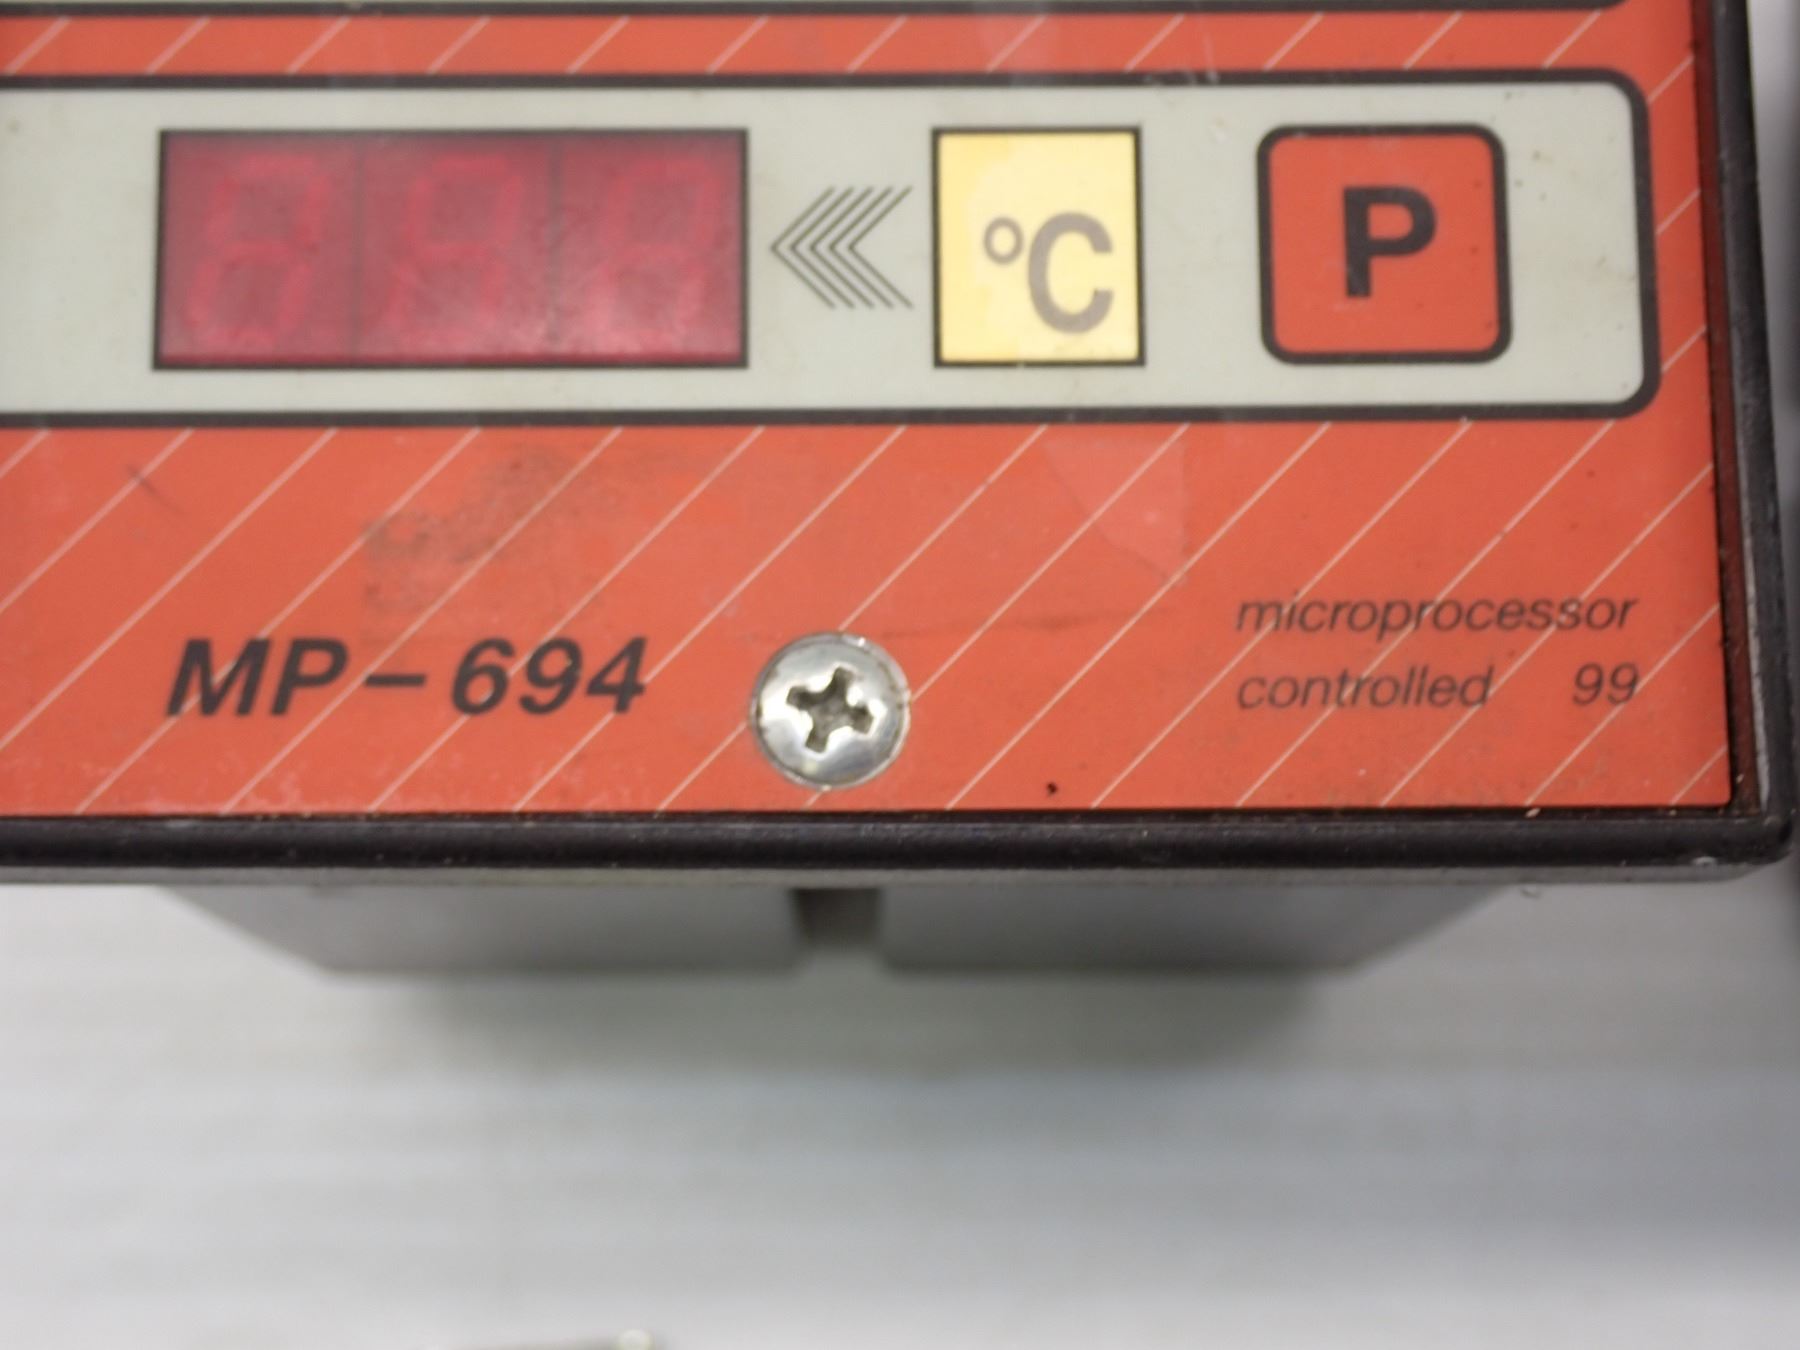 °C
P
MP-694
microprocessor
controlled 99